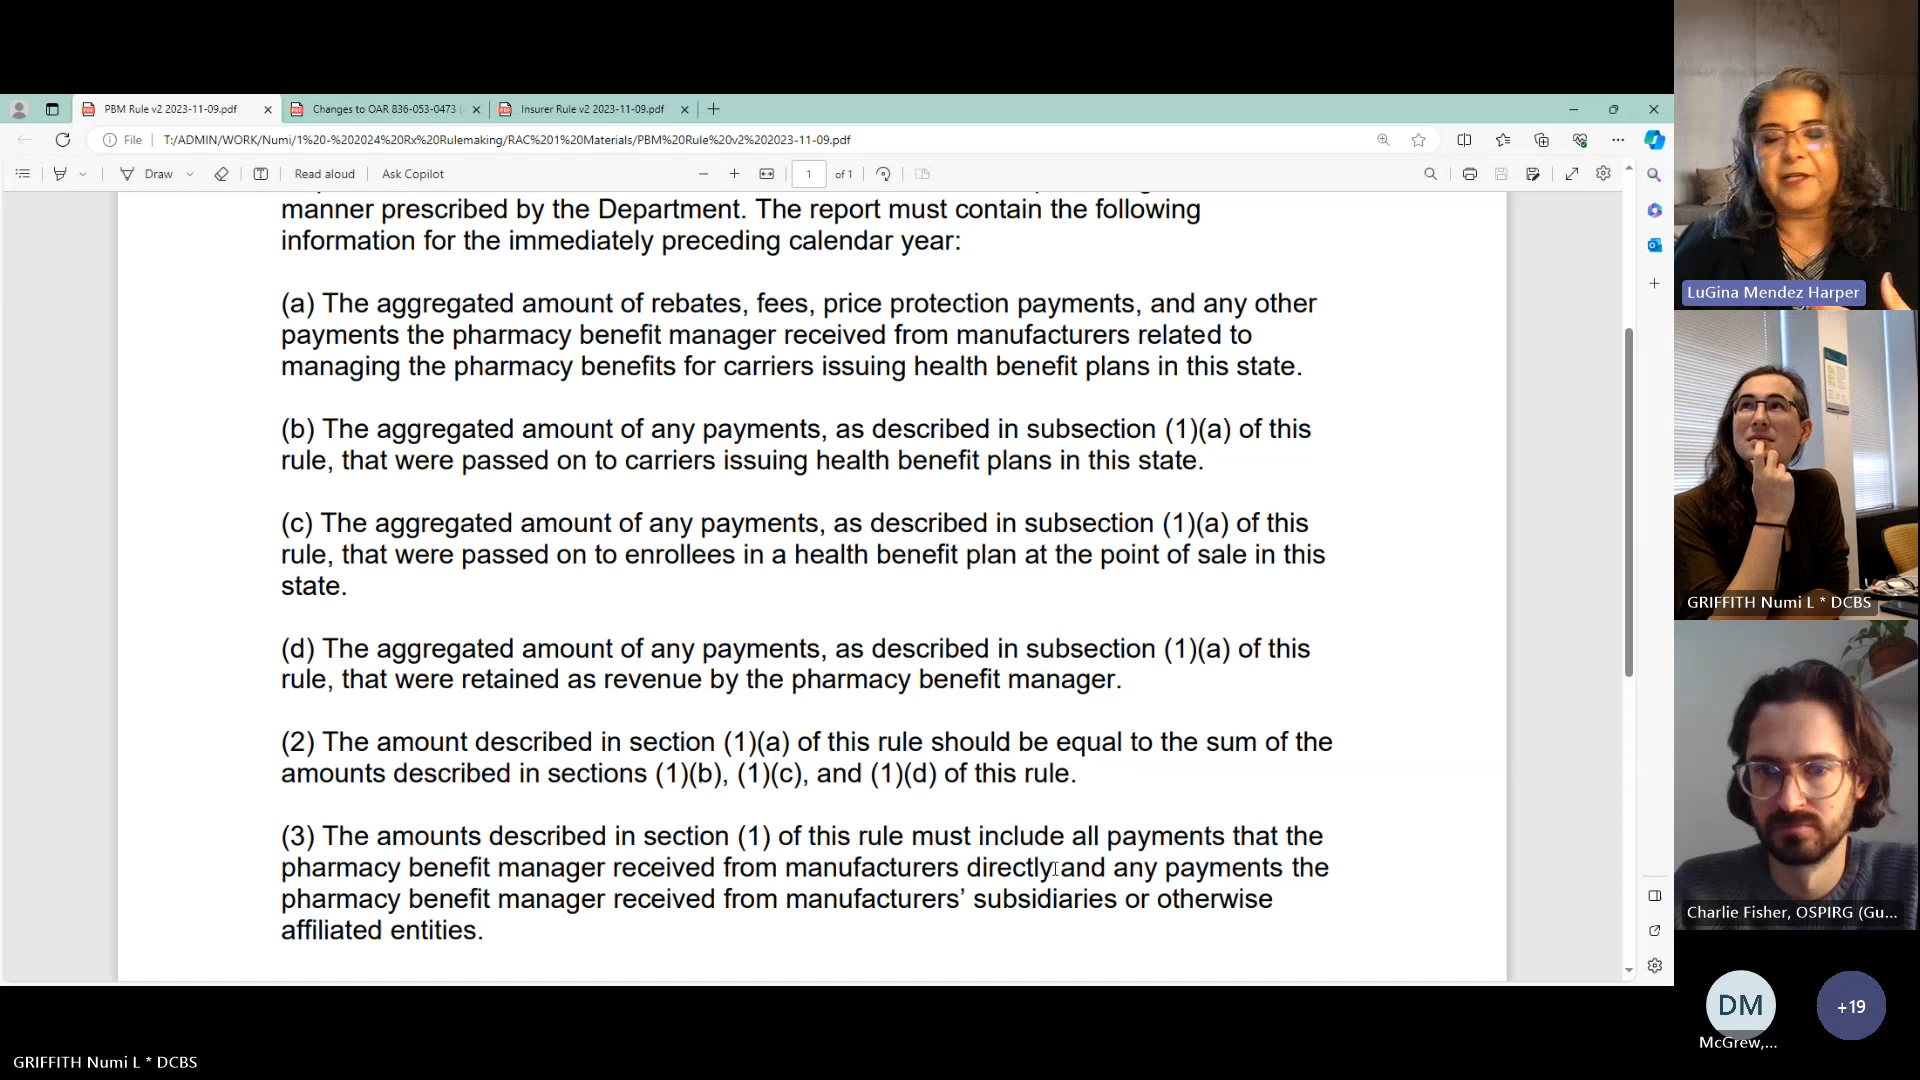 PBM Rule v2 2023-11-09.pdf
Changes to OAR 836-053-0473
Insurer Rule v2 2023-11-09.pdf
File
T:/ADMIN/WORK/Numi/1%20-%202024%20Rx%20Rulemaking/RAC%201%20Materials/PBM%20Rule%20v2%202023-11-09.pdf
Draw
Read aloud
Ask Copilot
1
of 1
manner prescribed by the Department. The report must contain the following
information for the immediately preceding calendar year:
(a) The aggregated amount of rebates, fees, price protection payments, and any other
payments the pharmacy benefit manager received from manufacturers related to
managing the pharmacy benefits for carriers issuing health benefit plans in this state.
(b) The aggregated amount of any payments, as described in subsection (1)(a) of this
rule, that were passed on to carriers issuing health benefit plans in this state.
(c) The aggregated amount of any payments, as described in subsection (1)(a) of this
rule, that were passed on to enrollees in a health benefit plan at the point of sale in this
state.
(d) The aggregated amount of any payments, as described in subsection (1)(a) of this
rule, that were retained as revenue by the pharmacy benefit manager.
(2) The amount described in section (1)(a) of this rule should be equal to the sum of the
amounts described in sections (1)(b), (1)(c), and (1)(d) of this rule.
(3) The amounts described in section (1) of this rule must include all payments that the
pharmacy benefit manager received from manufacturers directly and any payments the
pharmacy benefit manager received from manufacturers’ subsidiaries or otherwise
affiliated entities.
LuGina Mendez Harper
GRIFFITH Numi L * DCBS
Charlie Fisher, OSPIRG (Gu...
DM
+19
McGrew,...
GRIFFITH Numi L * DCBS